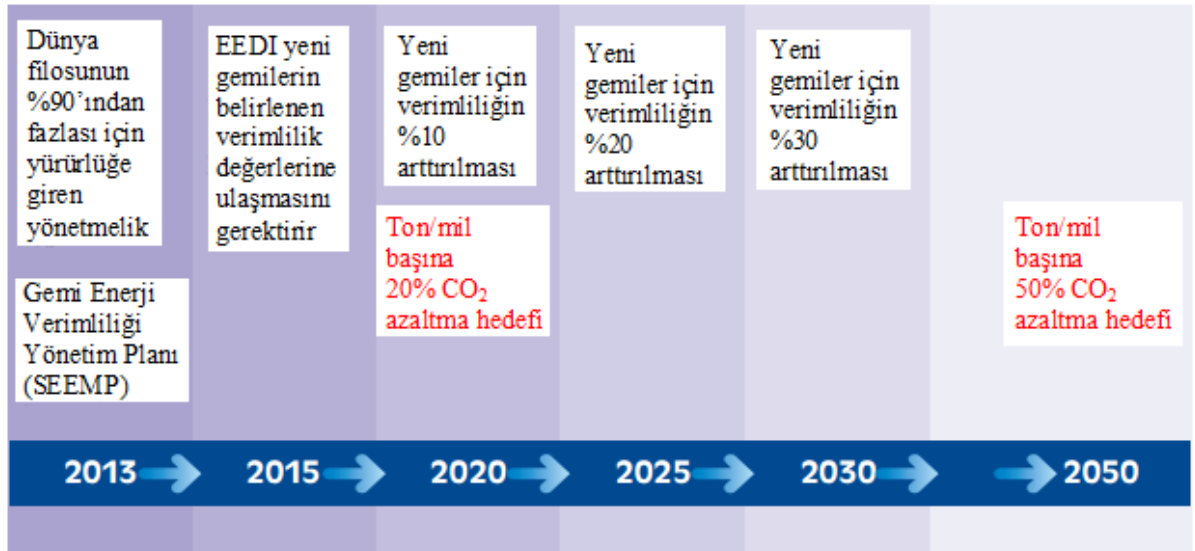 Dünya
filosunun
%90'ından
fazlası için
yürürlüğe
giren
yönetmelik
Gemi Enerji
Verimliliği
Yönetim Planı
(SEEMP)
EEDI yeni
gemilerin
belirlenen
verimlilik
değerlerine
ulaşmasını
gerektirir
Yeni
gemiler için
verimliliğin
%10
arttırılması
Ton/mil
başına
20% CO₂
azaltma hedefi
Yeni
gemiler için
verimliliğin
%20
arttırılması
Yeni
gemiler için
verimliliğin
%30
arttırılması
Ton/mil
başına
50% CO₂
azaltma hedefi
2013 2015 2020 2025 2030 2050